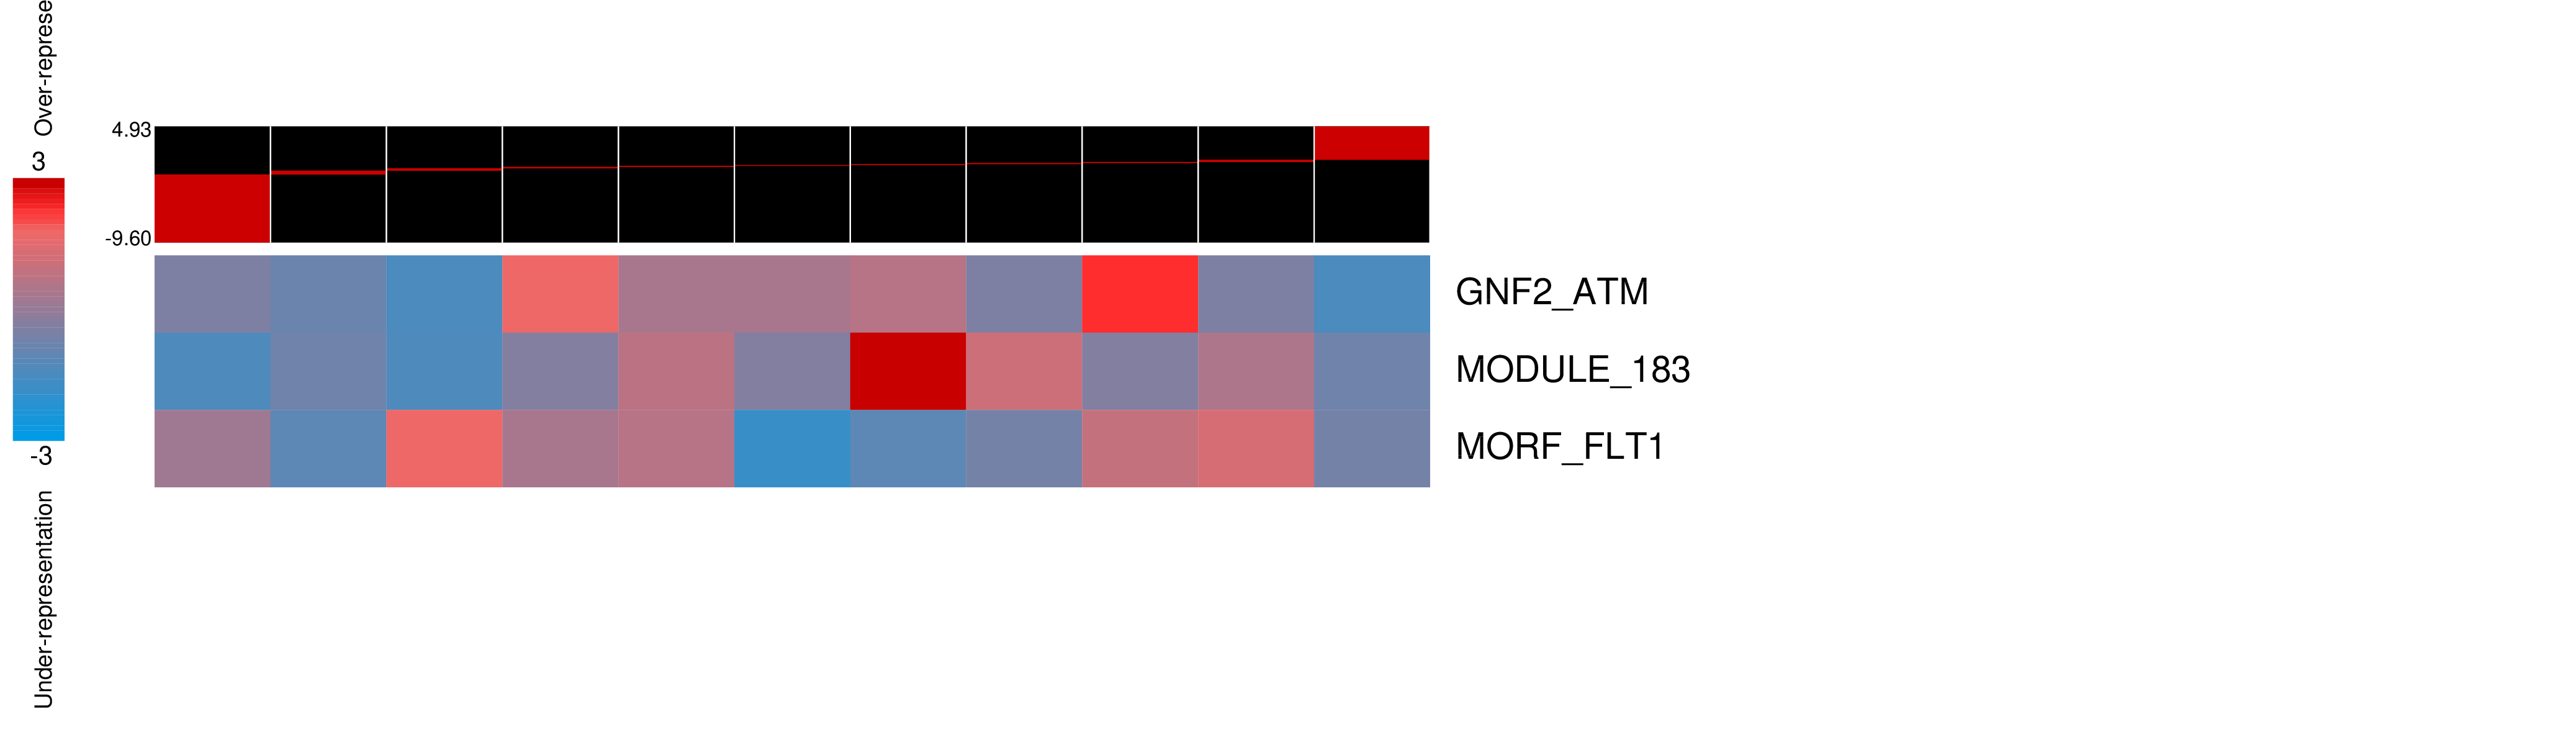 Over-represe
3
-3
Under-representation
4.93
-9.60
GNF2_ATM
MODULE_183
MORF_FLT1